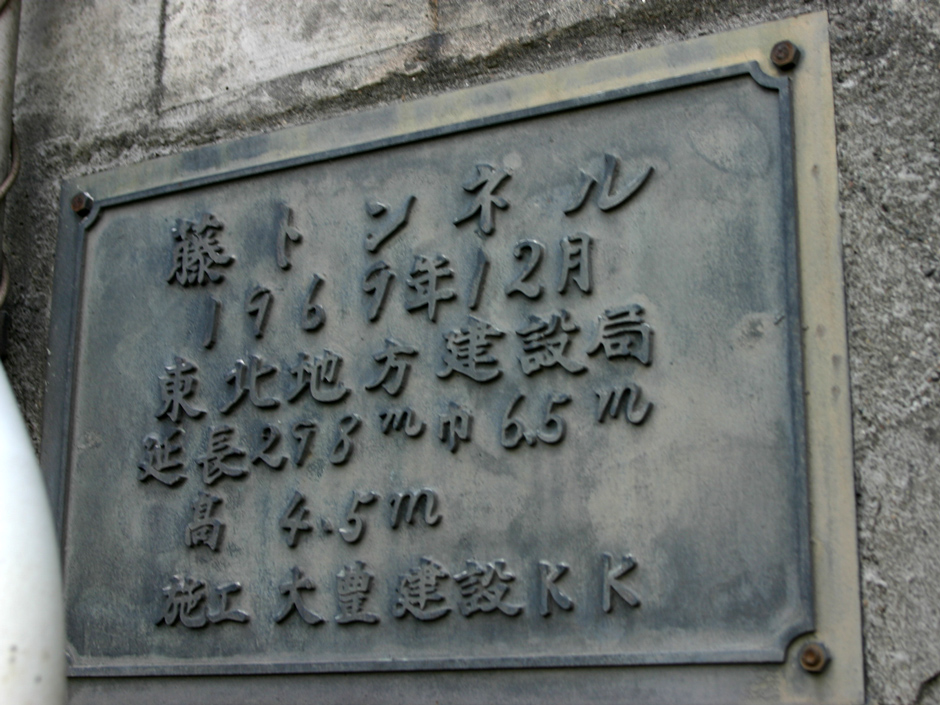 藤トンネル
1969年12月
東北地方建設局
延長298m巾6.5m
高 4.5m
施工 大豊建設KK